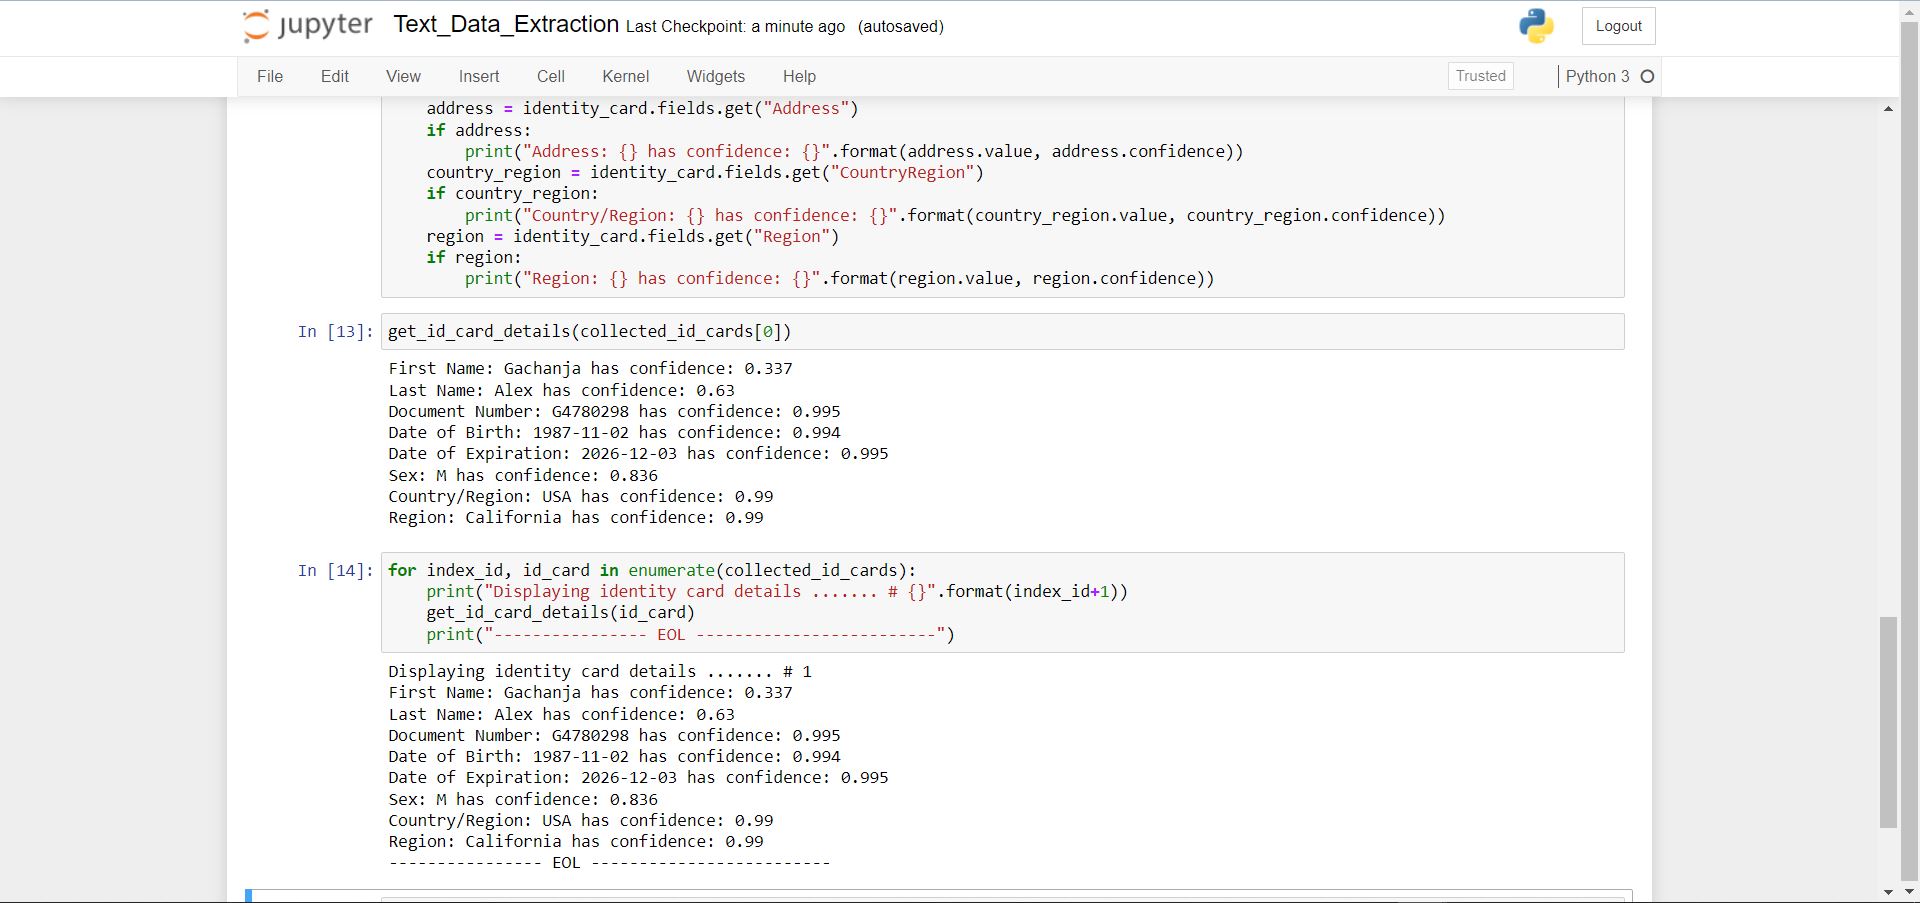 jupyter Text_Data_Extraction Last Checkpoint: a minute ago (autosaved) Logout
File Edit View Insert Cell Kernel Widgets Help Trusted Python 3
address = identity_card.fields.get("Address")
if address:
print("Address: {} has confidence: {}".format(address.value, address.confidence))
country_region = identity_card.fields.get("CountryRegion")
if country_region:
print("Country/Region: {} has confidence: {}".format(country_region.value, country_region.confidence))
region = identity_card.fields.get("Region")
if region:
print("Region: {} has confidence: {}".format(region.value, region.confidence))
In [13]: get_id_card_details(collected_id_cards[0])
First Name: Gachanja has confidence: 0.337
Last Name: Alex has confidence: 0.63
Document Number: G4780298 has confidence: 0.995
Date of Birth: 1987-11-02 has confidence: 0.994
Date of Expiration: 2026-12-03 has confidence: 0.995
Sex: M has confidence: 0.836
Country/Region: USA has confidence: 0.99
Region: California has confidence: 0.99
In [14]: for index_id, id_card in enumerate(collected_id_cards):
print("Displaying identity card details ....... # {}".format(index_id+1))
get_id_card_details(id_card)
print("---------------- EOL -------------------------")
Displaying identity card details ....... # 1
First Name: Gachanja has confidence: 0.337
Last Name: Alex has confidence: 0.63
Document Number: G4780298 has confidence: 0.995
Date of Birth: 1987-11-02 has confidence: 0.994
Date of Expiration: 2026-12-03 has confidence: 0.995
Sex: M has confidence: 0.836
Country/Region: USA has confidence: 0.99
Region: California has confidence: 0.99
---------------- EOL -------------------------